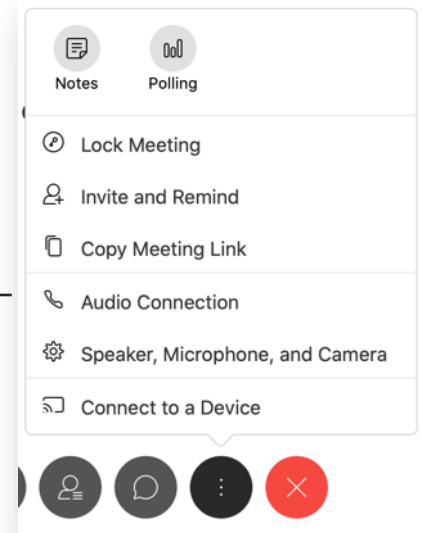 Notes
Polling
Lock Meeting
Invite and Remind
Copy Meeting Link
Audio Connection
Speaker, Microphone, and Camera
Connect to a Device